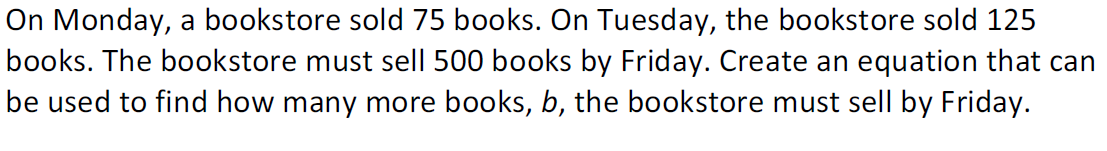 On Monday, a bookstore sold 75 books. On Tuesday, the bookstore sold 125
books. The bookstore must sell 500 books by Friday. Create an equation that can
be used to find how many more books, b, the bookstore must sell by Friday.